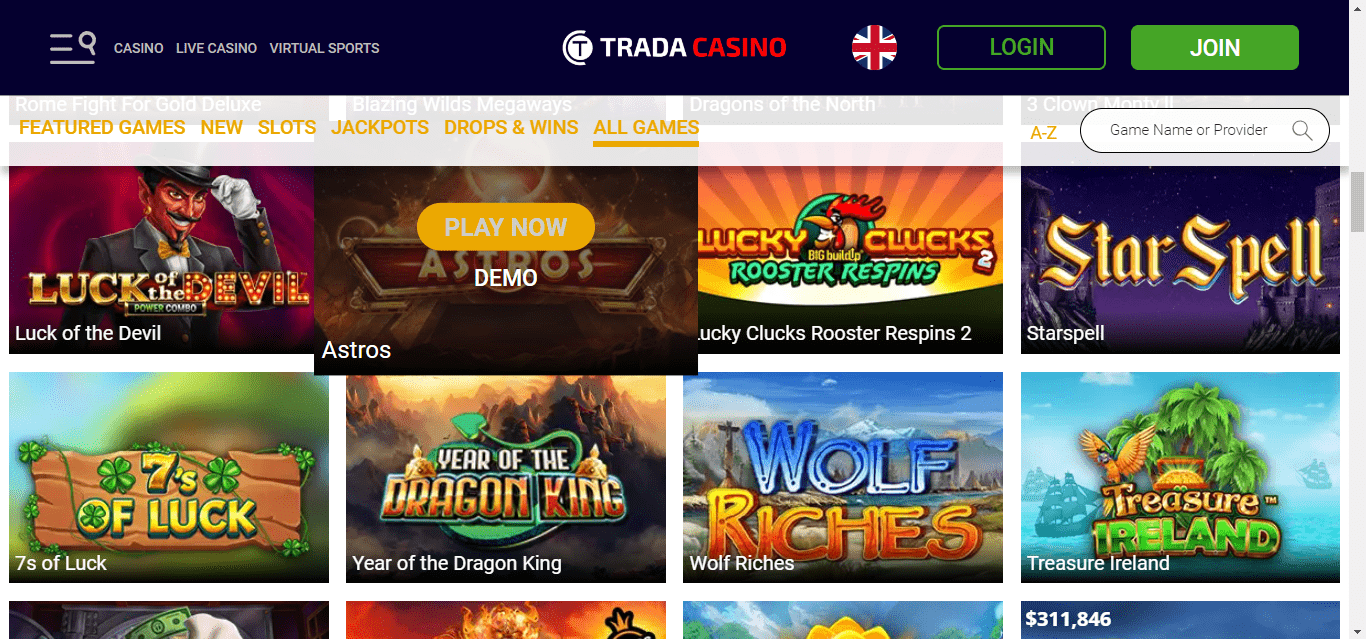 CASINO LIVE CASINO VIRTUAL SPORTS
T TRADA CASINO
LOGIN
JOIN
Rome Fight For Gold Deluxe
Blazing Wilds Megaways
Dragons of the North
3 Clown Monty II
FEATURED GAMES NEW SLOTS JACKPOTS DROPS & WINS ALL GAMES
A-Z
Game Name or Provider
LUCK of the DEVIL
POWER COMBO
Luck of the Devil
PLAY NOW
ASTROS
DEMO
Astros
LUCKY CLUCKS 2
BIG build up
ROOSTER RESPINS
Lucky Clucks Rooster Respins 2
Star Spell
Starspell
7's
OF LUCK
7s of Luck
YEAR OF THE
DRAGON KING
Year of the Dragon King
WOLF
RICHES
Wolf Riches
Treasure™
IRELAND
Treasure Ireland
$311,846